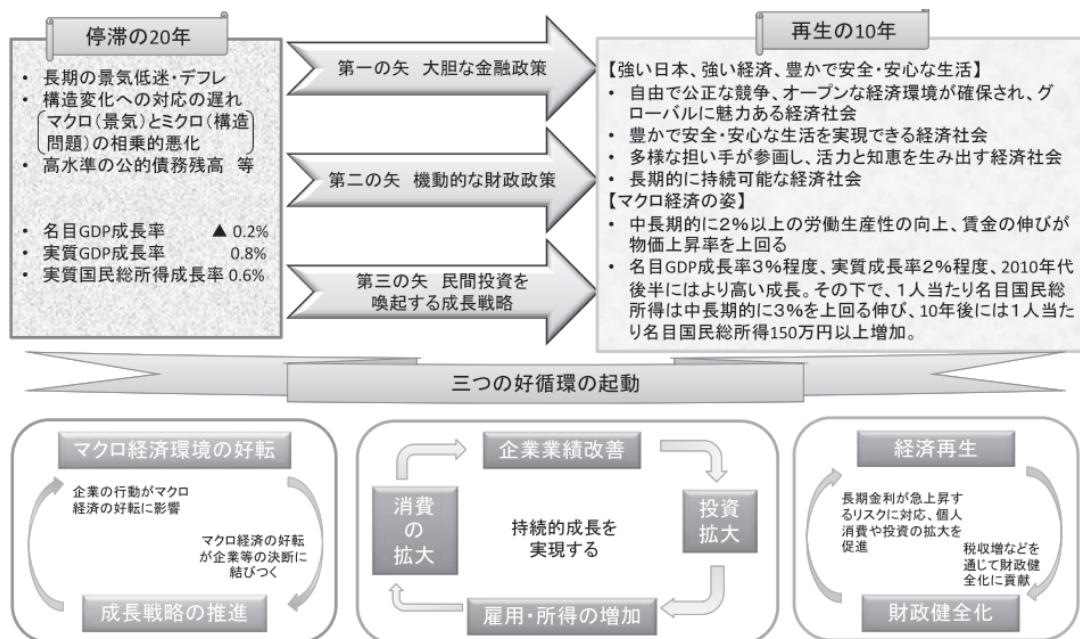 停滞の20年
• 長期の景気低迷・デフレ
• 構造変化への対応の遅れ
マクロ(景気)とミクロ(構造
問題)の相乗的悪化
• 高水準の公的債務残高 等
• 名目GDP成長率 ▲ 0.2%
• 実質GDP成長率 0.8%
• 実質国民総所得成長率 0.6%
第一の矢 大胆な金融政策
第二の矢 機動的な財政政策
第三の矢 民間投資を
喚起する成長戦略
再生の10年
【強い日本、強い経済、豊かで安全・安心な生活】
• 自由で公正な競争、オープンな経済環境が確保され、グ
ローバルに魅力ある経済社会
• 豊かで安全・安心な生活を実現できる経済社会
• 多様な担い手が参画し、活力と知恵を生み出す経済社会
• 長期的に持続可能な経済社会
【マクロ経済の姿】
• 中長期的に2%以上の労働生産性の向上、賃金の伸びが
物価上昇率を上回る
• 名目GDP成長率3%程度、実質成長率2%程度、2010年代
後半にはより高い成長。その下で、1人当たり名目国民総
所得は中長期的に3%を上回る伸び、10年後には1人当た
り名目国民総所得150万円以上増加。
三つの好循環の起動
マクロ経済環境の好転
企業の行動がマクロ
経済の好転に影響
マクロ経済の好転
が企業等の決断に
結びつく
成長戦略の推進
企業業績改善
消費
の
拡大
投資
拡大
持続的成長を
実現する
雇用・所得の増加
経済再生
長期金利が急上昇す
るリスクに対応、個人
消費や投資の拡大を
促進
税収増などを
通じて財政健
全化に貢献
財政健全化